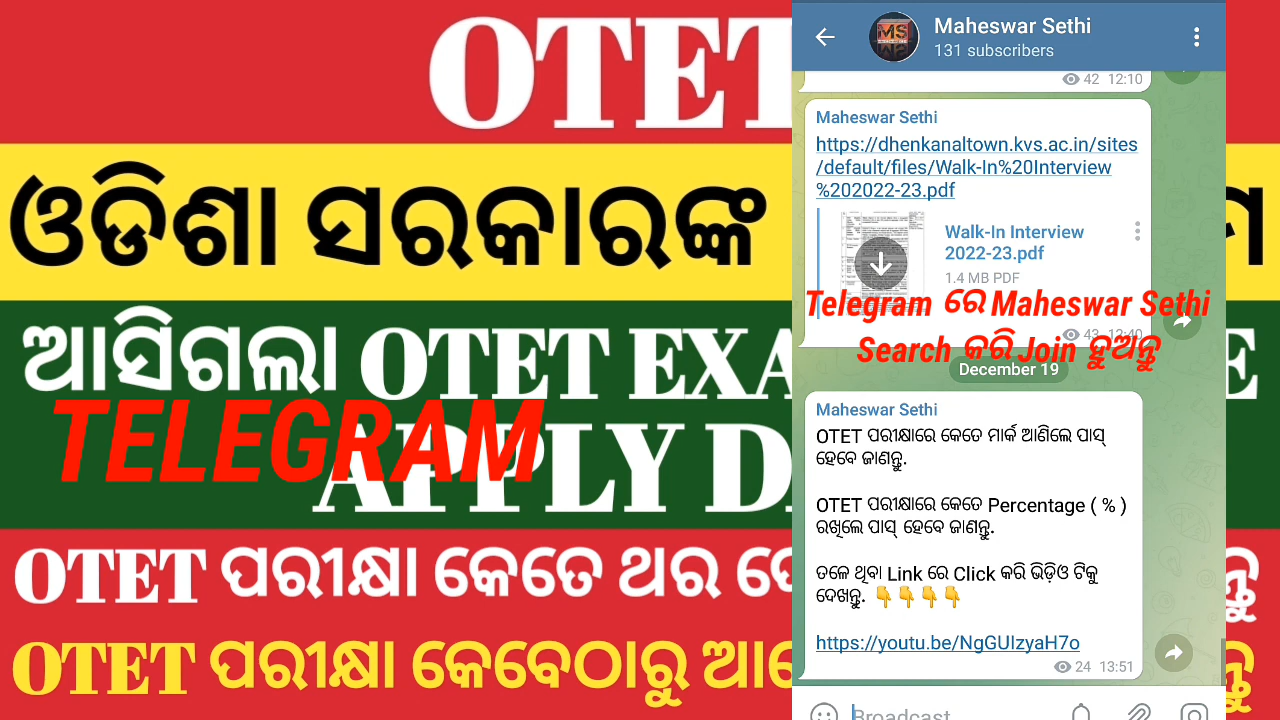 OTET
ଓଡିଶା ସରକାରଙ୍କ
ଆସିଗଲା OTET EXA
TELEGRAM
APPLY D
OTET ପରୀକ୍ଷା କେତେ ଥର
OTET ପରୀକ୍ଷା କେବେଠାରୁ
Maheswar Sethi
131 subscribers
42 12:10
Maheswar Sethi
https://dhenkanaltown.kvs.ac.in/sites
/default/files/Walk-In%20Interview
%202022-23.pdf
Walk-In Interview
2022-23.pdf
1.4 MB PDF
Telegram ରେ Maheswar Sethi
43 12:40
Search କରି Join ହୁଅନ୍ତୁ
December 19
Maheswar Sethi
OTET ପରୀକ୍ଷାରେ କେତେ ମାର୍କ ଆଣିଲେ ପାସ୍
ହେବେ ଜାଣନ୍ତୁ.
OTET ପରୀକ୍ଷାରେ କେତେ Percentage ( % )
ରଖିଲେ ପାସ୍ ହେବେ ଜାଣନ୍ତୁ.
ତଳେ ଥିବା Link ରେ Click କରି ଭିଡ଼ିଓ ଟିକୁ
ଦେଖନ୍ତୁ. 👇👇👇👇
https://youtu.be/NgGUIzyaH7o
24 13:51
Broadcast